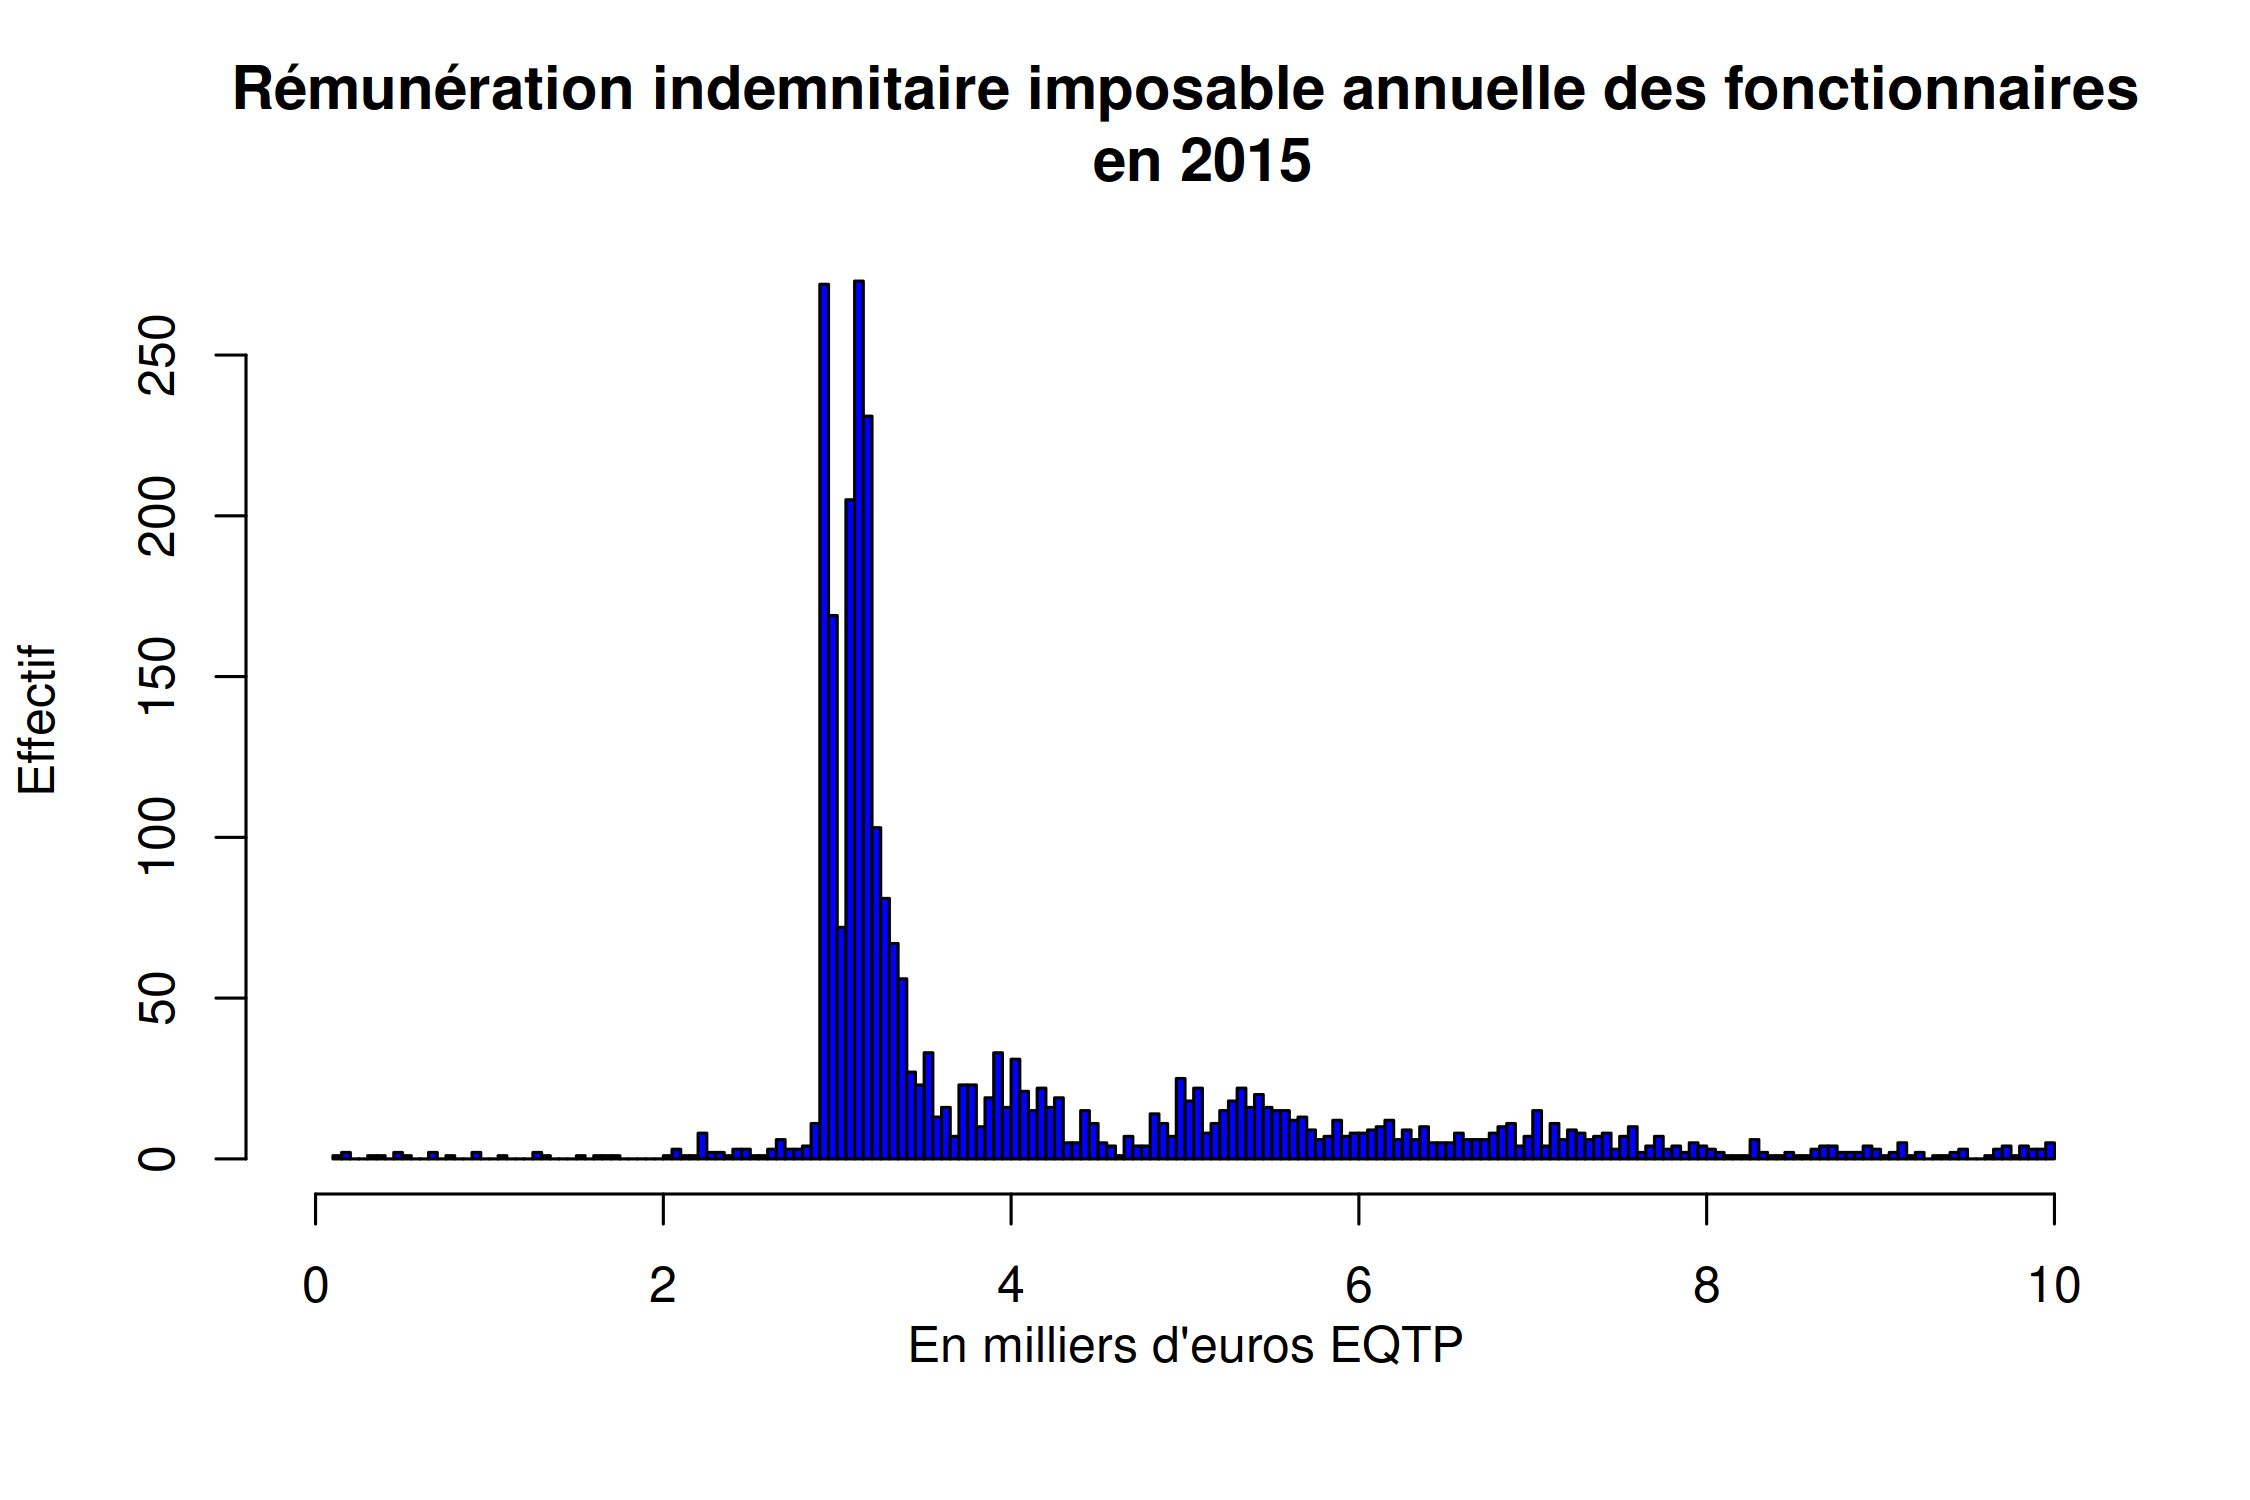 Rémunération indemnitaire imposable annuelle des fonctionnaires
en 2015
250
200
150
100
50
0
Effectif
0 2 4 6 8 10
En milliers d'euros EQTP